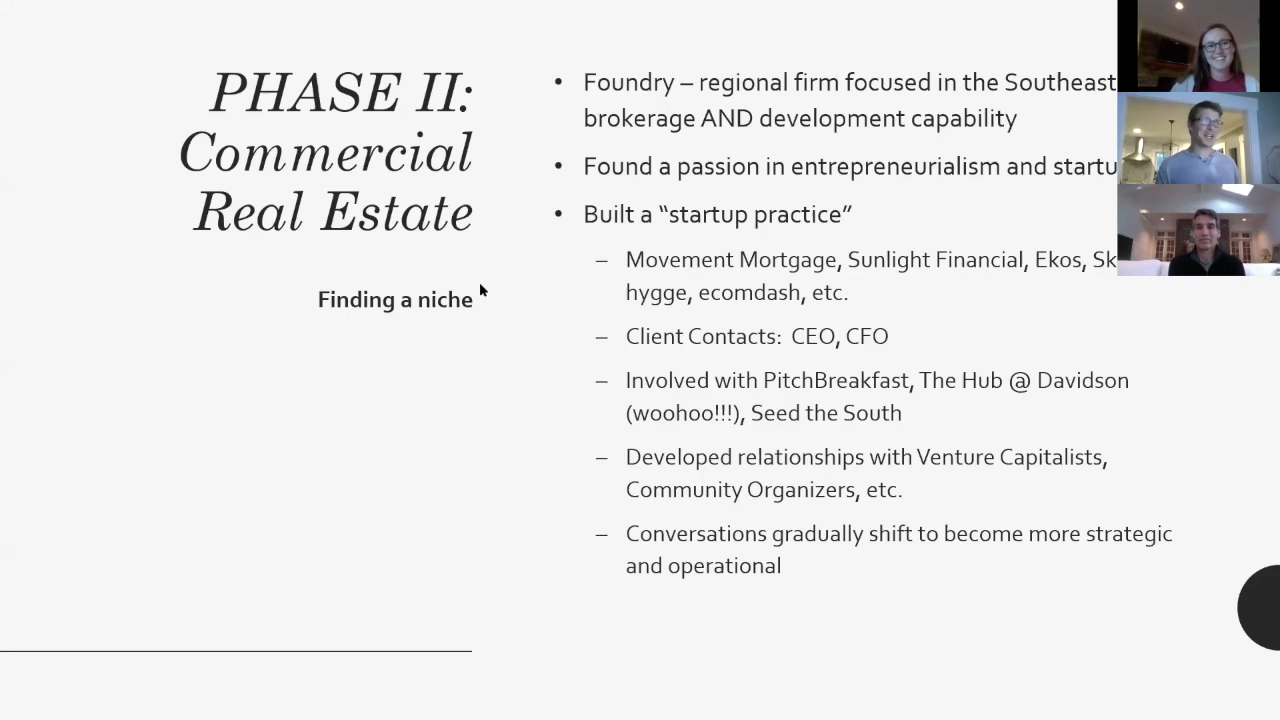 PHASE II:
Commercial
Real Estate
Finding a niche
• Foundry – regional firm focused in the Southeast
brokerage AND development capability
• Found a passion in entrepreneurialism and
• Built a “startup practice”
– Movement Mortgage, Sunlight Financial, Ekos,
hygge, ecomdash, etc.
– Client Contacts: CEO, CFO
– Involved with PitchBreakfast, The Hub @ Davidson
(woohoo!!!), Seed the South
– Developed relationships with Venture Capitalists,
Community Organizers, etc.
– Conversations gradually shift to become more strategic
and operational